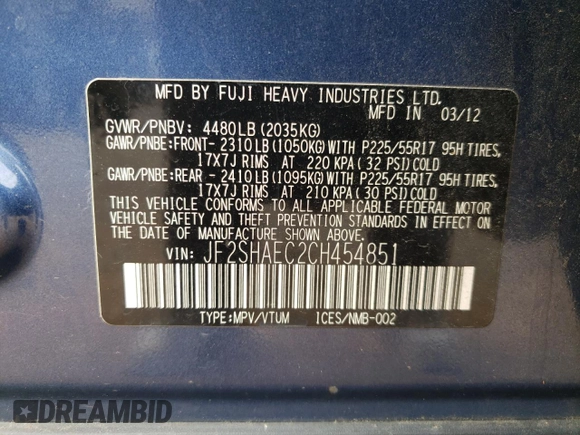 MFD BY FUJI HEAVY INDUSTRIES LTD.
MFD IN 03/12
GVWR/PNBV: 4480LB(2035KG)
GAWR/PNBE:FRONT- 2310LB(1050KG)WITH P225/55R17 95H TIRES,
17X7J RIMS AT 220 KPA(32 PSI)COLD
GAWR/PNBE:REAR - 2410LB(1095KG)WITH P225/55R17 95H TIRES,
17X7J RIMS AT 210 KPA(30 PSI)COLD
THIS VEHICLE CONFORMS TO ALL APPLICABLE FEDERAL MOTOR
VEHICLE SAFETY AND THEFT PREVENTION STANDARDS IN EFFECT ON
THE DATE OF MANUFACTURE SHOWN ABOVE.
VIN: JF2SHAEC2CH454851
TYPE:MPV/VTUM ICES/NMB-002
DREAMBID